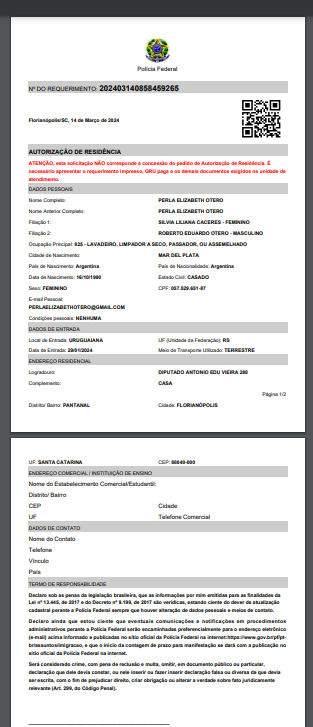 Polícia Federal
Nº DO REQUERIMENTO: 202403140858459265
Florianópolis/SC, 14 de Março de 2024
AUTORIZAÇÃO DE RESIDÊNCIA
ATENÇÃO, esta solicitação NÃO corresponde a concessão do pedido de Autorização de Residência. É
necessário apresentar o requerimento impresso, GRU paga e os demais documentos exigidos na unidade de
atendimento.
DADOS PESSOAIS
Nome Completo: PERLA ELIZABETH OTERO
Nome Anterior Completo: PERLA ELIZABETH OTERO
Filiação 1: SILVIA LILIANA CACERES - FEMININO
Filiação 2: ROBERTO EDUARDO OTERO - MASCULINO
Ocupação Principal: 825 - LAVADEIRO, LIMPADOR A SECO, PASSADOR, OU ASSEMELHADO
Cidade de Nascimento: MAR DEL PLATA
País de Nascimento: Argentina País de Nacionalidade: Argentina
Data de Nascimento: 16/10/1980 Estado Civil: CASADO
Sexo: FEMININO CPF: 057.529.651-87
E-mail Pessoal:
PERLAELIZABETHOTERO@GMAIL.COM
Condições pessoais: NENHUMA
DADOS DE ENTRADA
Local de Entrada: URUGUAIANA UF (Unidade da Federação): RS
Data de Entrada: 29/01/2024 Meio de Transporte Utilizado: TERRESTRE
ENDEREÇO RESIDENCIAL
Logradouro: DIPUTADO ANTONIO EDU VIEIRA 288
Complemento: CASA
Página 1/2
Distrito/ Bairro: PANTANAL Cidade: FLORIANÓPOLIS
UF: SANTA CATARINA CEP: 88040-000
ENDEREÇO COMERCIAL / INSTITUIÇÃO DE ENSINO
Nome do Estabelecimento Comercial/Estudantil:
Distrito/ Bairro
CEP Cidade
UF Telefone Comercial
DADOS DE CONTATO
Nome do Contato
Telefone
Vínculo
País
TERMO DE RESPONSABILIDADE
Declaro sob as penas da legislação brasileira, que as informações por mim emitidas para as finalidades da
Lei nº 13.445, de 2017 e do Decreto nº 9.199, de 2017 são verídicas, estando ciente do dever de atualização
cadastral perante a Polícia Federal sempre que houver alteração de dados pessoais e meios de contato.
Declaro ainda estou ciente que eventuais comunicações e notificações em procedimentos
administrativos perante a Polícia Federal serão encaminhadas preferencialmente para o endereço eletrônico
(e-mail) acima informado e publicadas no sítio oficial da Polícia Federal na internet:https://www.gov.br/pf/pt-
br/assuntos/imigracao, e que o início da contagem de prazo para manifestação se dará com a publicação no
sítio oficial da Polícia Federal na internet.
Será considerado crime, com pena de reclusão e multa, omitir, em documento público ou particular,
declaração que dele devia constar, ou nele inserir ou fazer inserir declaração falsa ou diversa da que devia
ser escrita, com o fim de prejudicar direito, criar obrigação ou alterar a verdade sobre fato juridicamente
relevante (Art. 299, do Código Penal).